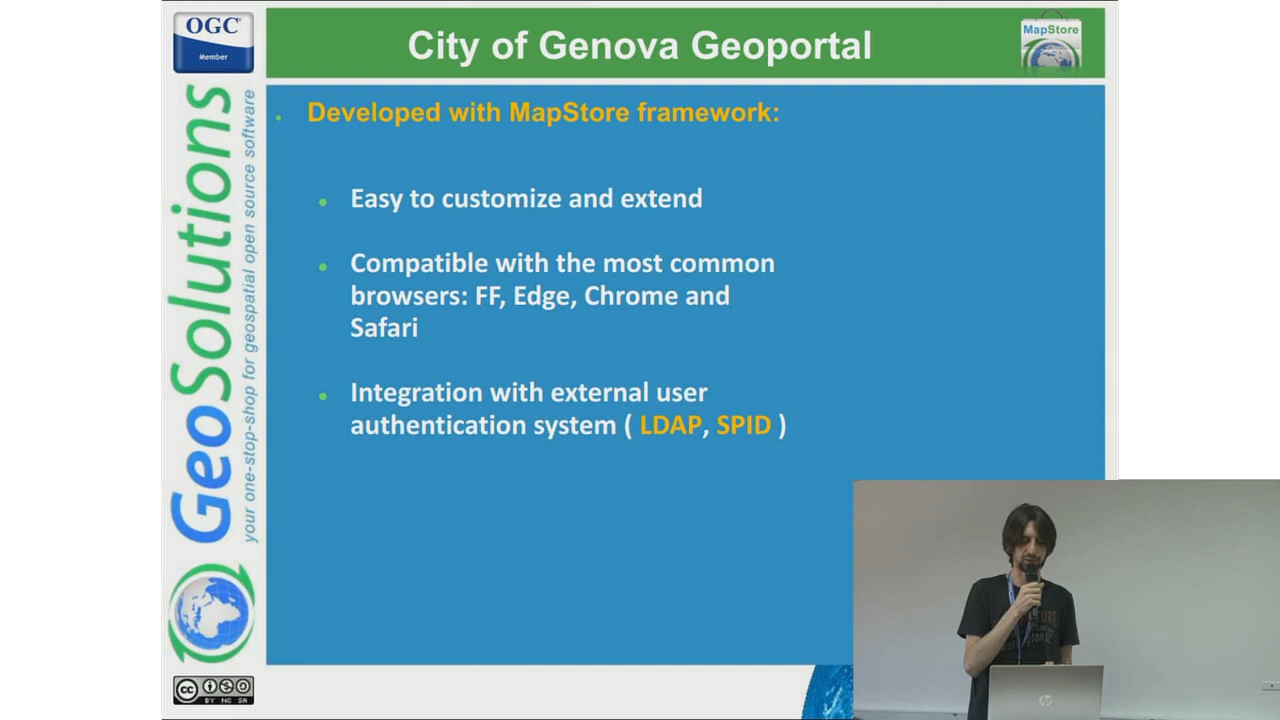 OGC®
Member
City of Genova Geoportal
MapStore
GeoSolutions
your one-stop-shop for geospatial open source software
Developed with MapStore framework:
Easy to customize and extend
Compatible with the most common
browsers: FF, Edge, Chrome and
Safari
Integration with external user
authentication system ( LDAP, SPID )
cc
BY NC SA
hp